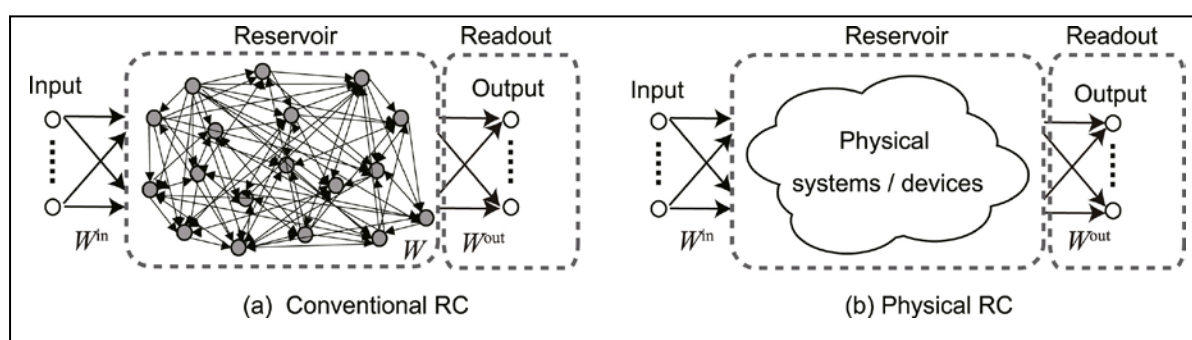 Reservoir
Readout
Input
Output
W^in
W
W^out
(a) Conventional RC
Reservoir
Readout
Input
Output
Physical
systems / devices
W^in
W^out
(b) Physical RC